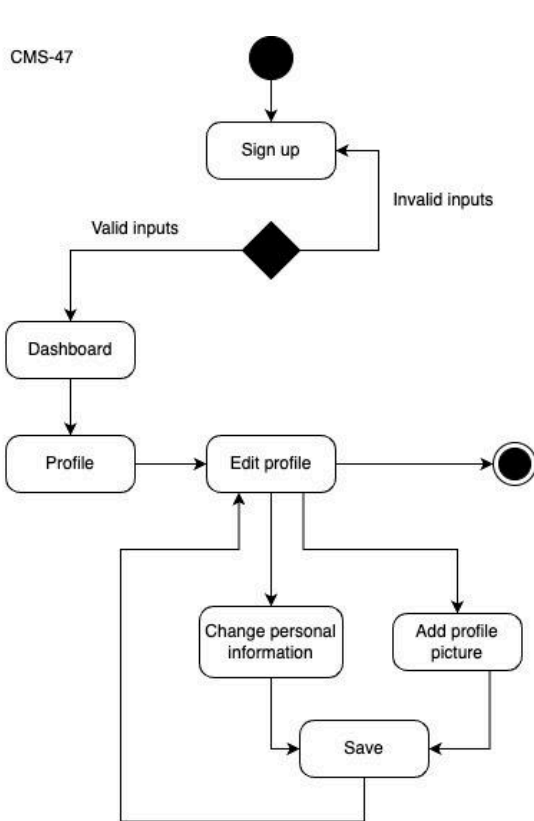 CMS-47
Sign up
Invalid inputs
Valid inputs
Dashboard
Profile
Edit profile
Change personal
information
Add profile
picture
Save